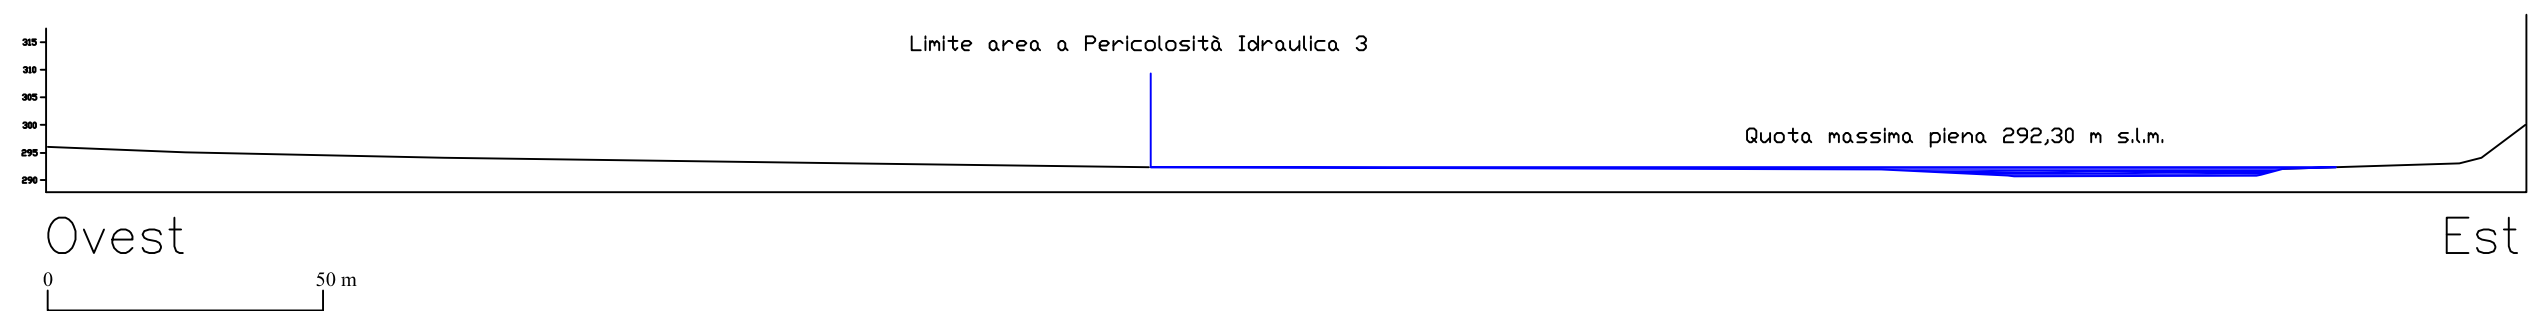 315
Limite area a Pericolosità Idraulica 3
310
305
300
Quota massima piena 292,30 m s.l.m.
295
290
Ovest
Est
0
50 m